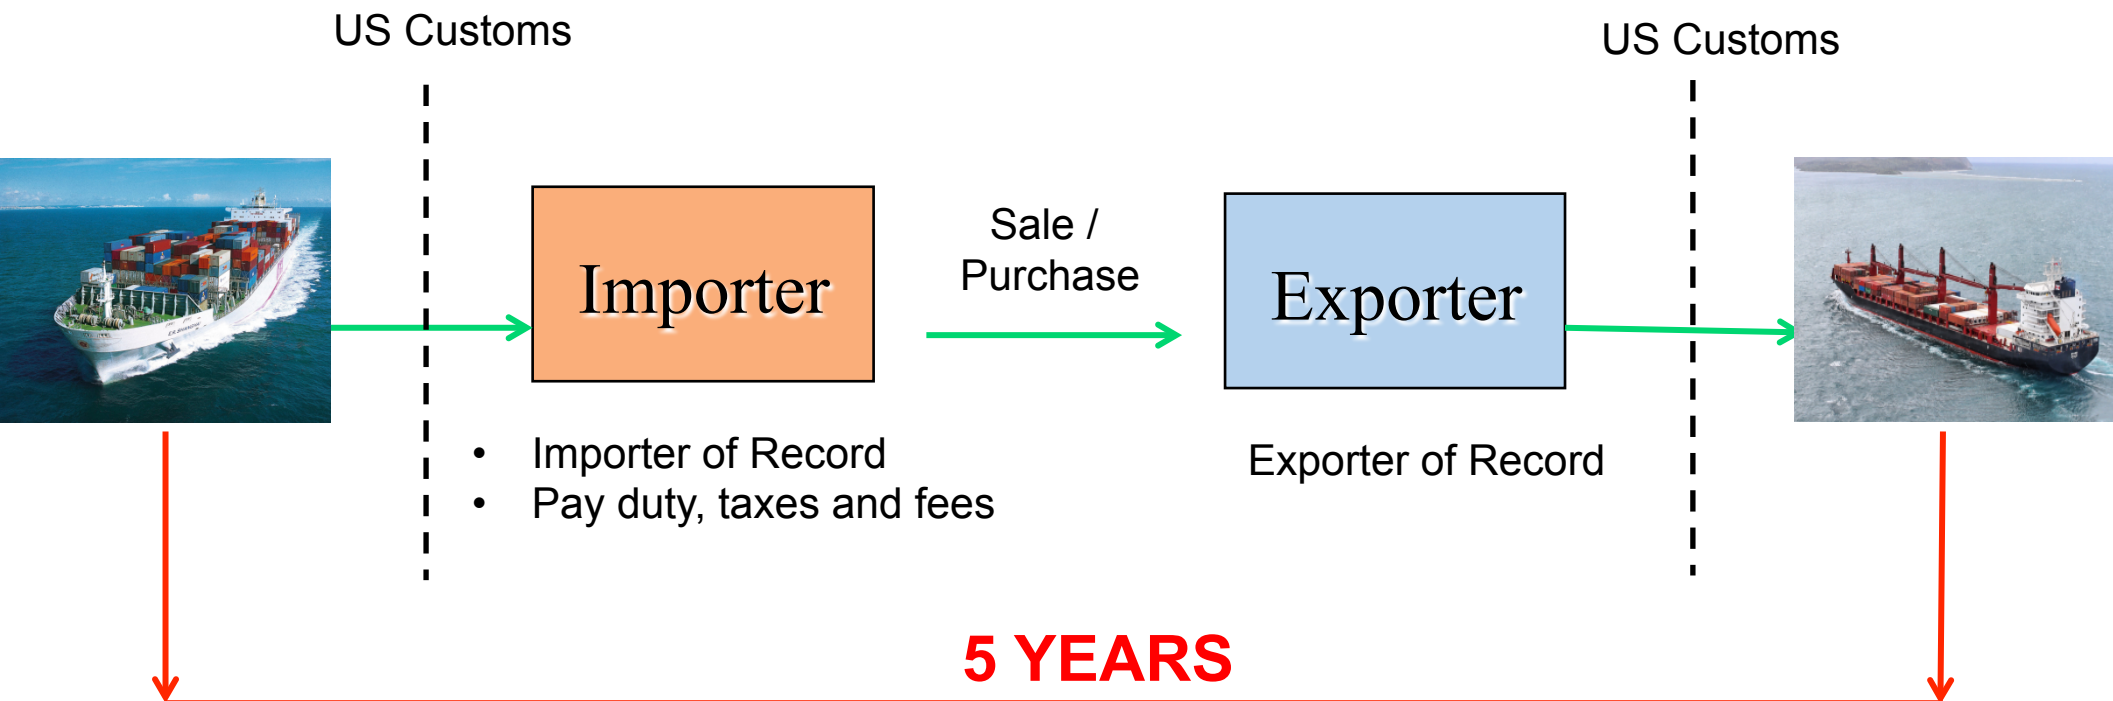 US Customs
US Customs
Importer
Sale /
Purchase
Exporter
• Importer of Record
• Pay duty, taxes and fees
Exporter of Record
5 YEARS